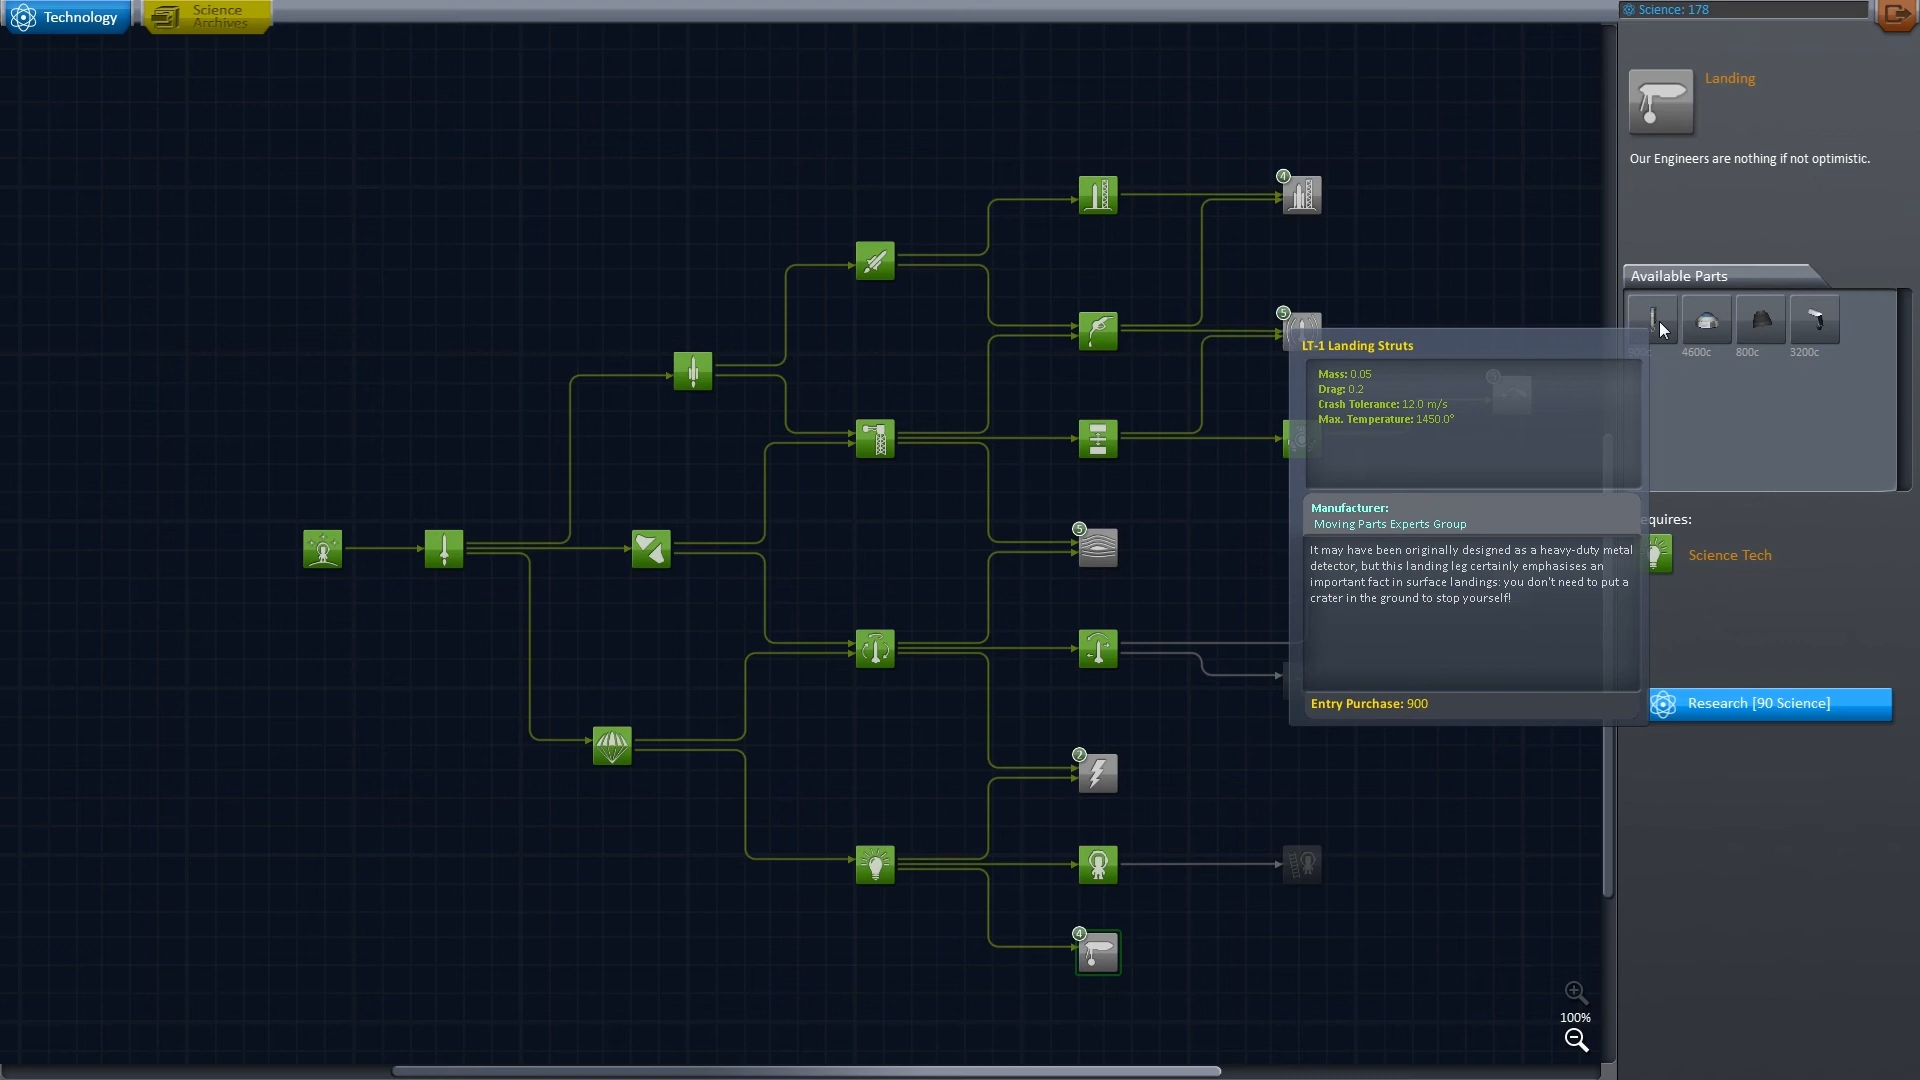 Technology
Science
Archives
Science: 178
Landing
Our Engineers are nothing if not optimistic.
Available Parts
900c
4600c
800c
3200c
4
5
LT-1 Landing Struts
Mass: 0.05
Drag: 0.2
Crash Tolerance: 12.0 m/s
Max. Temperature: 1450.0°
Manufacturer:
Moving Parts Experts Group
It may have been originally designed as a heavy-duty metal
detector, but this landing leg certainly emphasises an
important fact in surface landings: you don't need to put a
crater in the ground to stop yourself!
Entry Purchase: 900
equires:
Science Tech
Research [90 Science]
5
2
4
100%